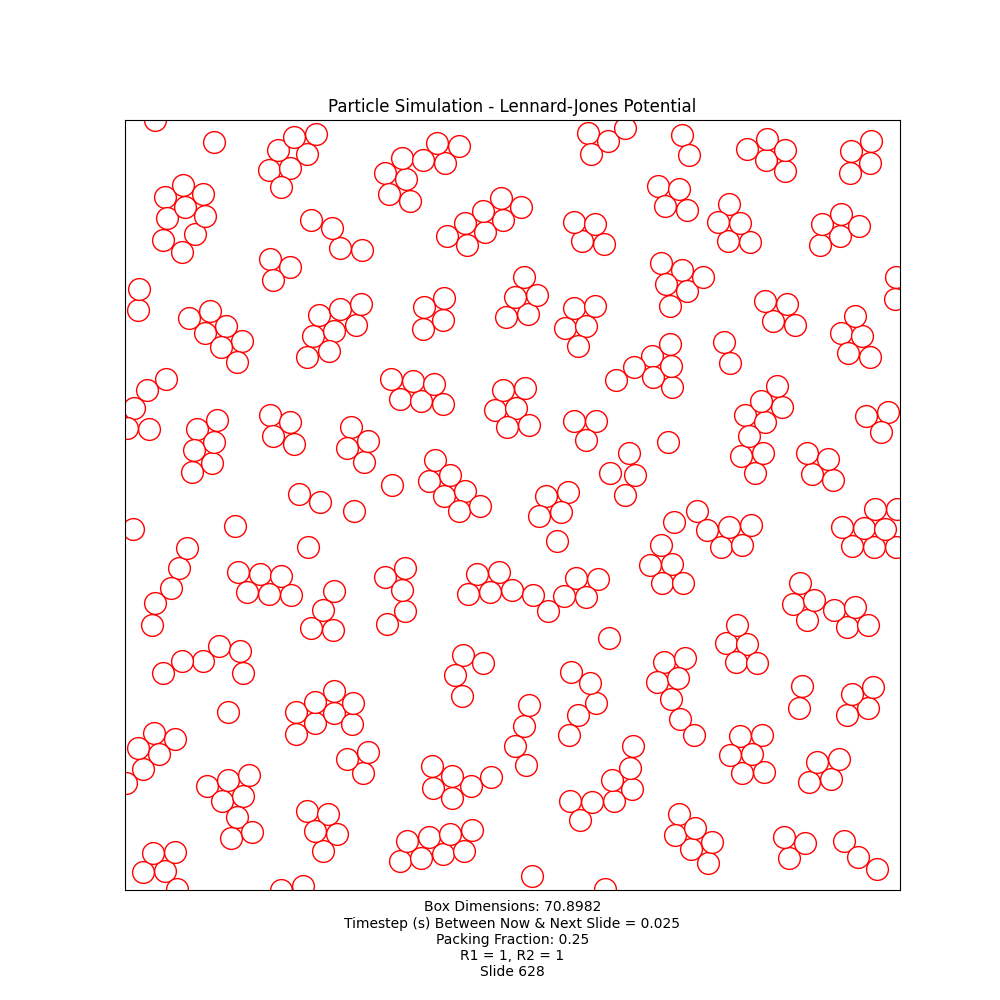 Particle Simulation - Lennard-Jones Potential
Box Dimensions: 70.8982
Timestep (s) Between Now & Next Slide = 0.025
Packing Fraction: 0.25
R1 = 1, R2 = 1
Slide 628